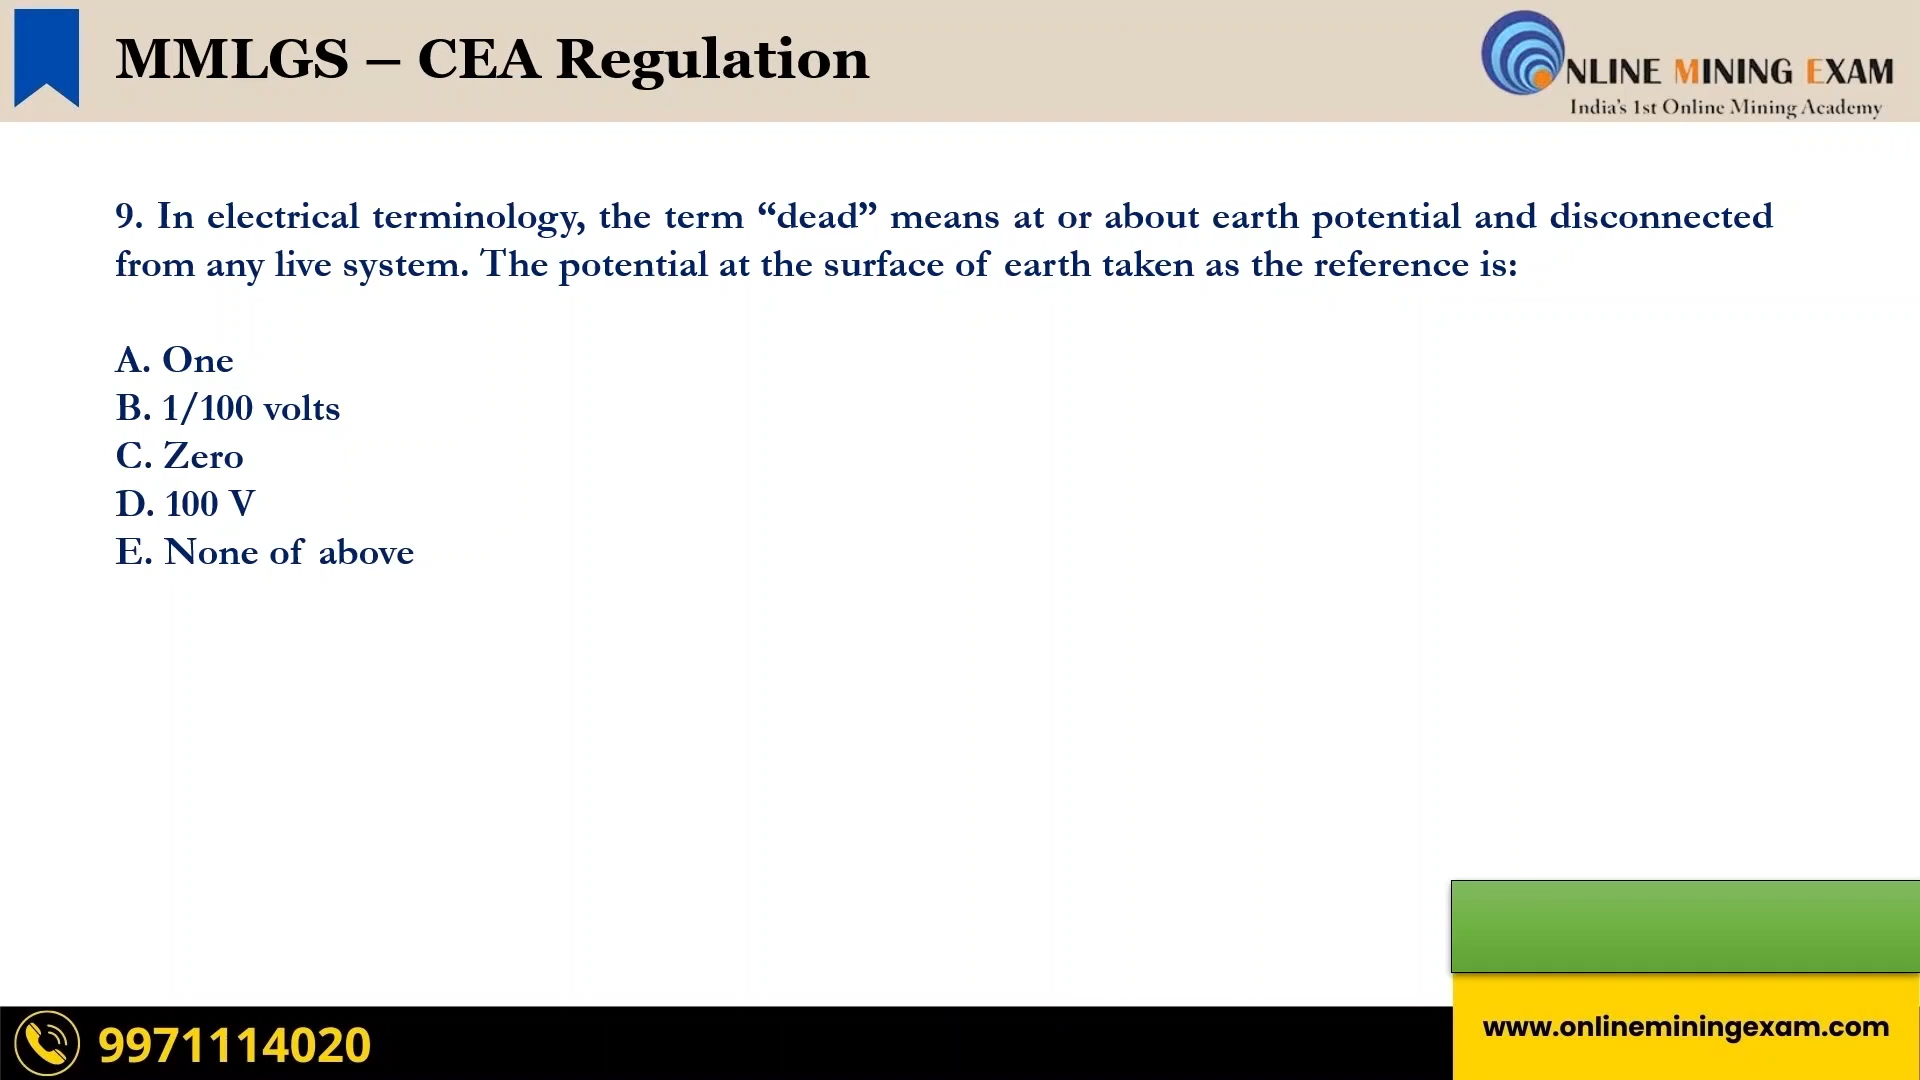 MMLGS – CEA Regulation
NLINE MINING EXAM
India's 1st Online Mining Academy
9. In electrical terminology, the term “dead” means at or about earth potential and disconnected
from any live system. The potential at the surface of earth taken as the reference is:
A. One
B. 1/100 volts
C. Zero
D. 100 V
E. None of above
9971114020
www.onlineminingexam.com